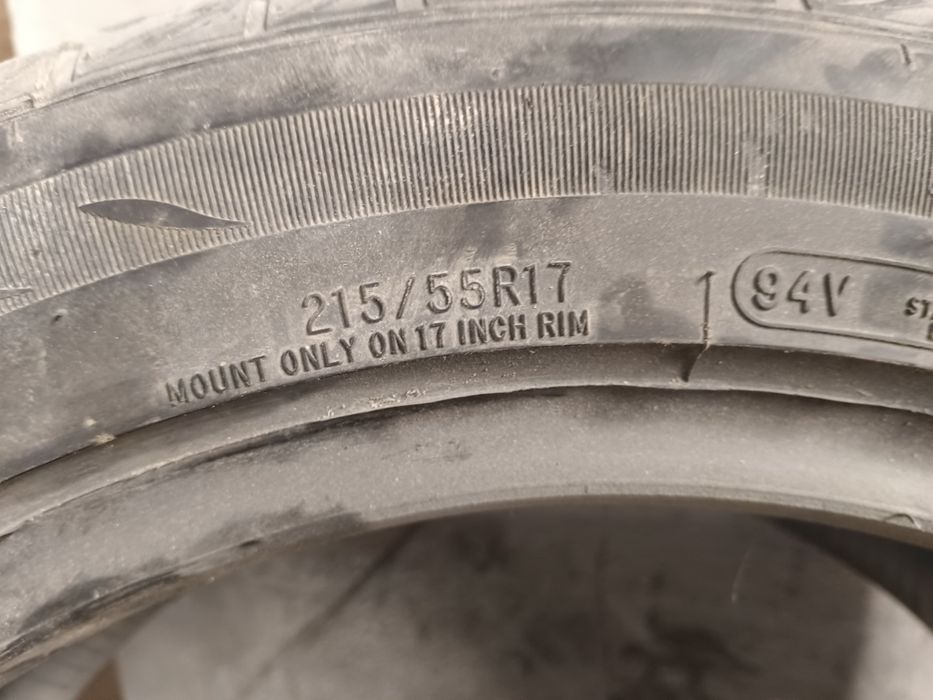 215/55R17
MOUNT ONLY ON 17 INCH RIM
94V